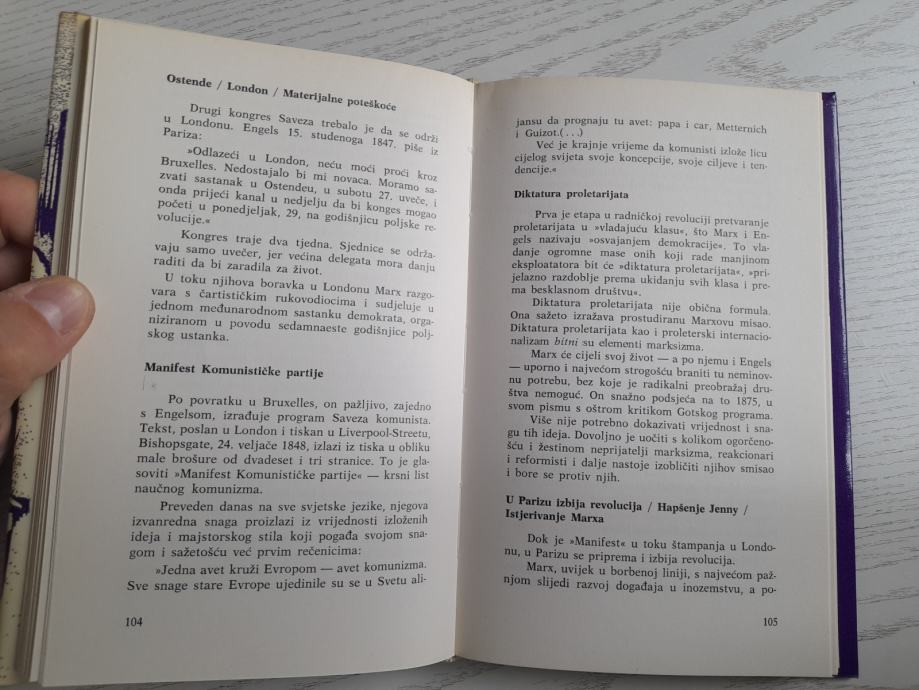 Ostende / London / Materijalne poteškoće
Drugi kongres Saveza trebalo je da se održi
u Londonu. Engels 15. studenoga 1847. piše iz
Pariza:
»Odlazeći u London, neću moći proći kroz
Bruxelles. Nedostajalo bi mi novaca. Moramo sa-
zvati sastanak u Ostendeu, u subotu 27. uveče, i
onda prijeći kanal u nedjelju da bi konges mogao
početi u ponedjeljak, 29, na godišnjicu poljske re-
volucije.«
Kongres traje dva tjedna. Sjednice se održa-
vaju samo uvečer, jer većina delegata mora danju
raditi da bi zaradila za život.
U toku njihova boravka u Londonu Marx razgo-
vara s čartističkim rukovodiocima i sudjeluje u
jednom međunarodnom sastanku demokrata, orga-
niziranom u povodu sedamnaeste godišnjice polj-
skog ustanka.
Manifest Komunističke partije
Po povratku u Bruxelles, on pažljivo, zajedno
s Engelsom, izrađuje program Saveza komunista.
Tekst, poslan u London i tiskan u Liverpool-Streetu,
Bishopsgate, 24. veljače 1848, izlazi iz tiska u obliku
male brošure od dvadeset i tri stranice. To je gla-
soviti »Manifest Komunističke partije« — krsni list
naučnog komunizma.
Preveden danas na sve svjetske jezike, njegova
izvanredna snaga proizlazi iz vrijednosti izloženih
ideja i majstorskog stila koji pogađa svojom sna-
gom i sažetošću već prvim rečenicima:
»Jedna avet kruži Evropom — avet komunizma.
Sve snage stare Evrope ujedinile su se u Svetu ali-
104
jansu da prognaju tu avet: papa i car, Metternich
i Guizot.(...)
Već je krajnje vrijeme da komunisti izlože licu
cijelog svijeta svoje koncepcije, svoje ciljeve i ten-
dencije.«
Diktatura proletarijata
Prva je etapa u radničkoj revoluciji pretvaranje
proletarijata u »vladajuću klasu«, što Marx i En-
gels nazivaju »osvajanjem demokracije«. To vla-
danje ogromne mase onih koji rade manjinom
eksploatatora bit će »diktatura proletarijata«, »pri-
jelazno razdoblje prema ukidanju svih klasa i pre-
ma besklasnom društvu«.
Diktatura proletarijata nije obična formula.
Ona sažeto izražava prostudiranu Marxovu misao.
Diktatura proletarijata kao i proleterski internacio-
nalizam bitni su elementi marksizma.
Marx će cijeli svoj život — a po njemu i Engels
— uporno i najvećom strogošću braniti tu neminov-
nu potrebu, bez koje je radikalni preobražaj dru-
štva nemoguć. On snažno podsjeća na to 1875, u
svom pismu s oštrom kritikom Gotskog programa.
Više nije potrebno dokazivati vrijednost i sna-
gu tih ideja. Dovoljno je uočiti s kolikom ogorčeno-
šću i žestinom neprijatelji marksizma, reakcionari
i reformisti i dalje nastoje izobličiti njihov smisao
i bore se protiv njih.
U Parizu izbija revolucija / Hapšenje Jenny /
Istjerivanje Marxa
Dok je »Manifest« u toku štampanja u Londo-
nu, u Parizu se priprema i izbija revolucija.
Marx, uvijek u borbenoj liniji, s najvećom paž-
njom slijedi razvoj događaja u inozemstvu, a po-
105